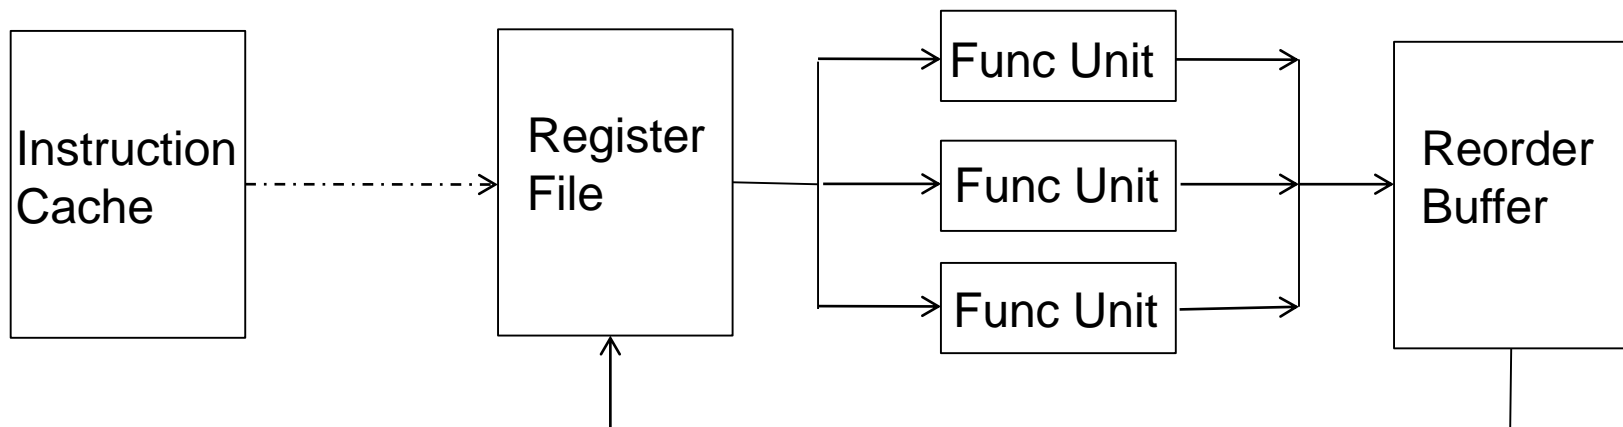 Instruction
Cache
Register
File
Func Unit
Func Unit
Func Unit
Reorder
Buffer